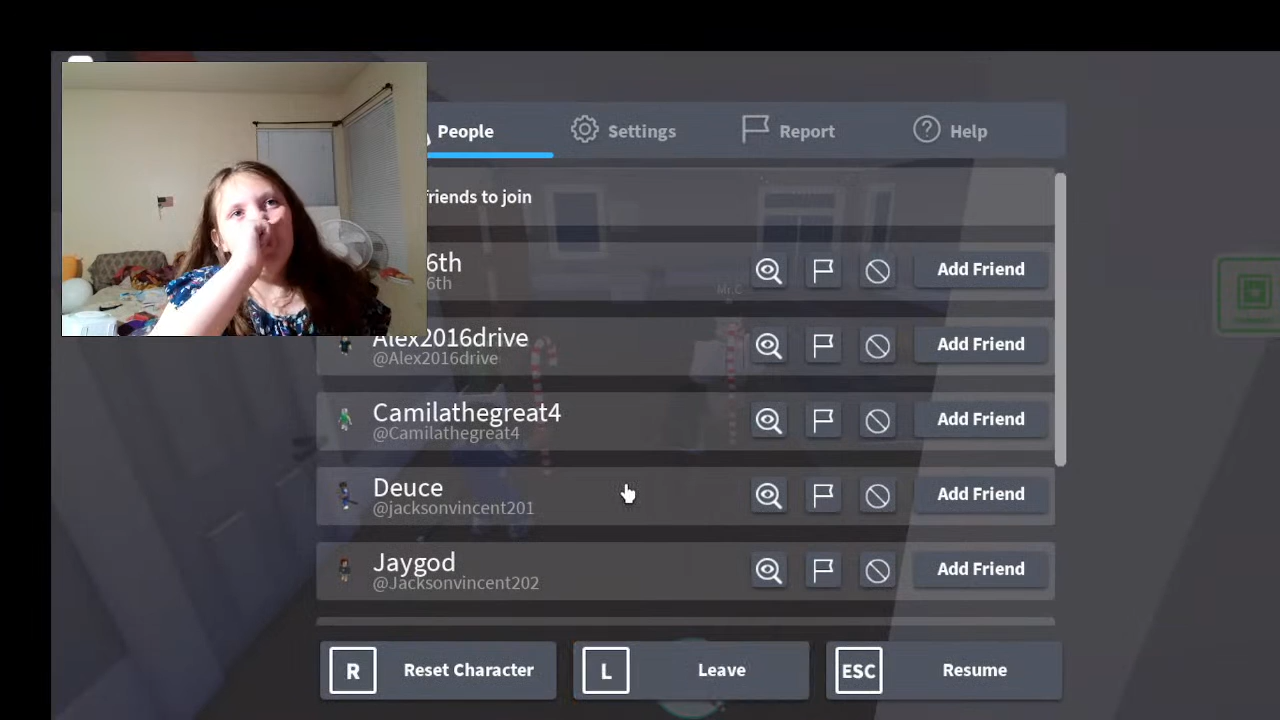 People
Settings
Report
Help
riends to join
6th
6th
Add Friend
Alex2016drive
@Alex2016drive
Add Friend
Camilathegreat4
@Camilathegreat4
Add Friend
Deuce
@jacksonvincent201
Add Friend
Jaygod
@Jacksonvincent202
Add Friend
R Reset Character
L Leave
ESC Resume